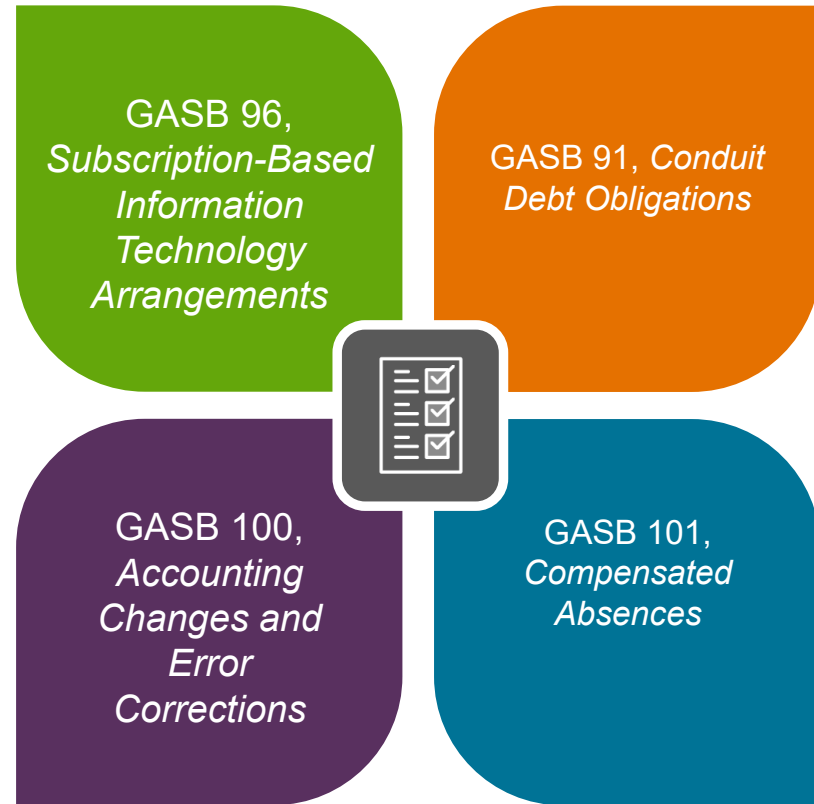 GASB 96,
Subscription-Based
Information
Technology
Arrangements
GASB 91, Conduit
Debt Obligations
GASB 100,
Accounting
Changes and
Error
Corrections
GASB 101,
Compensated
Absences